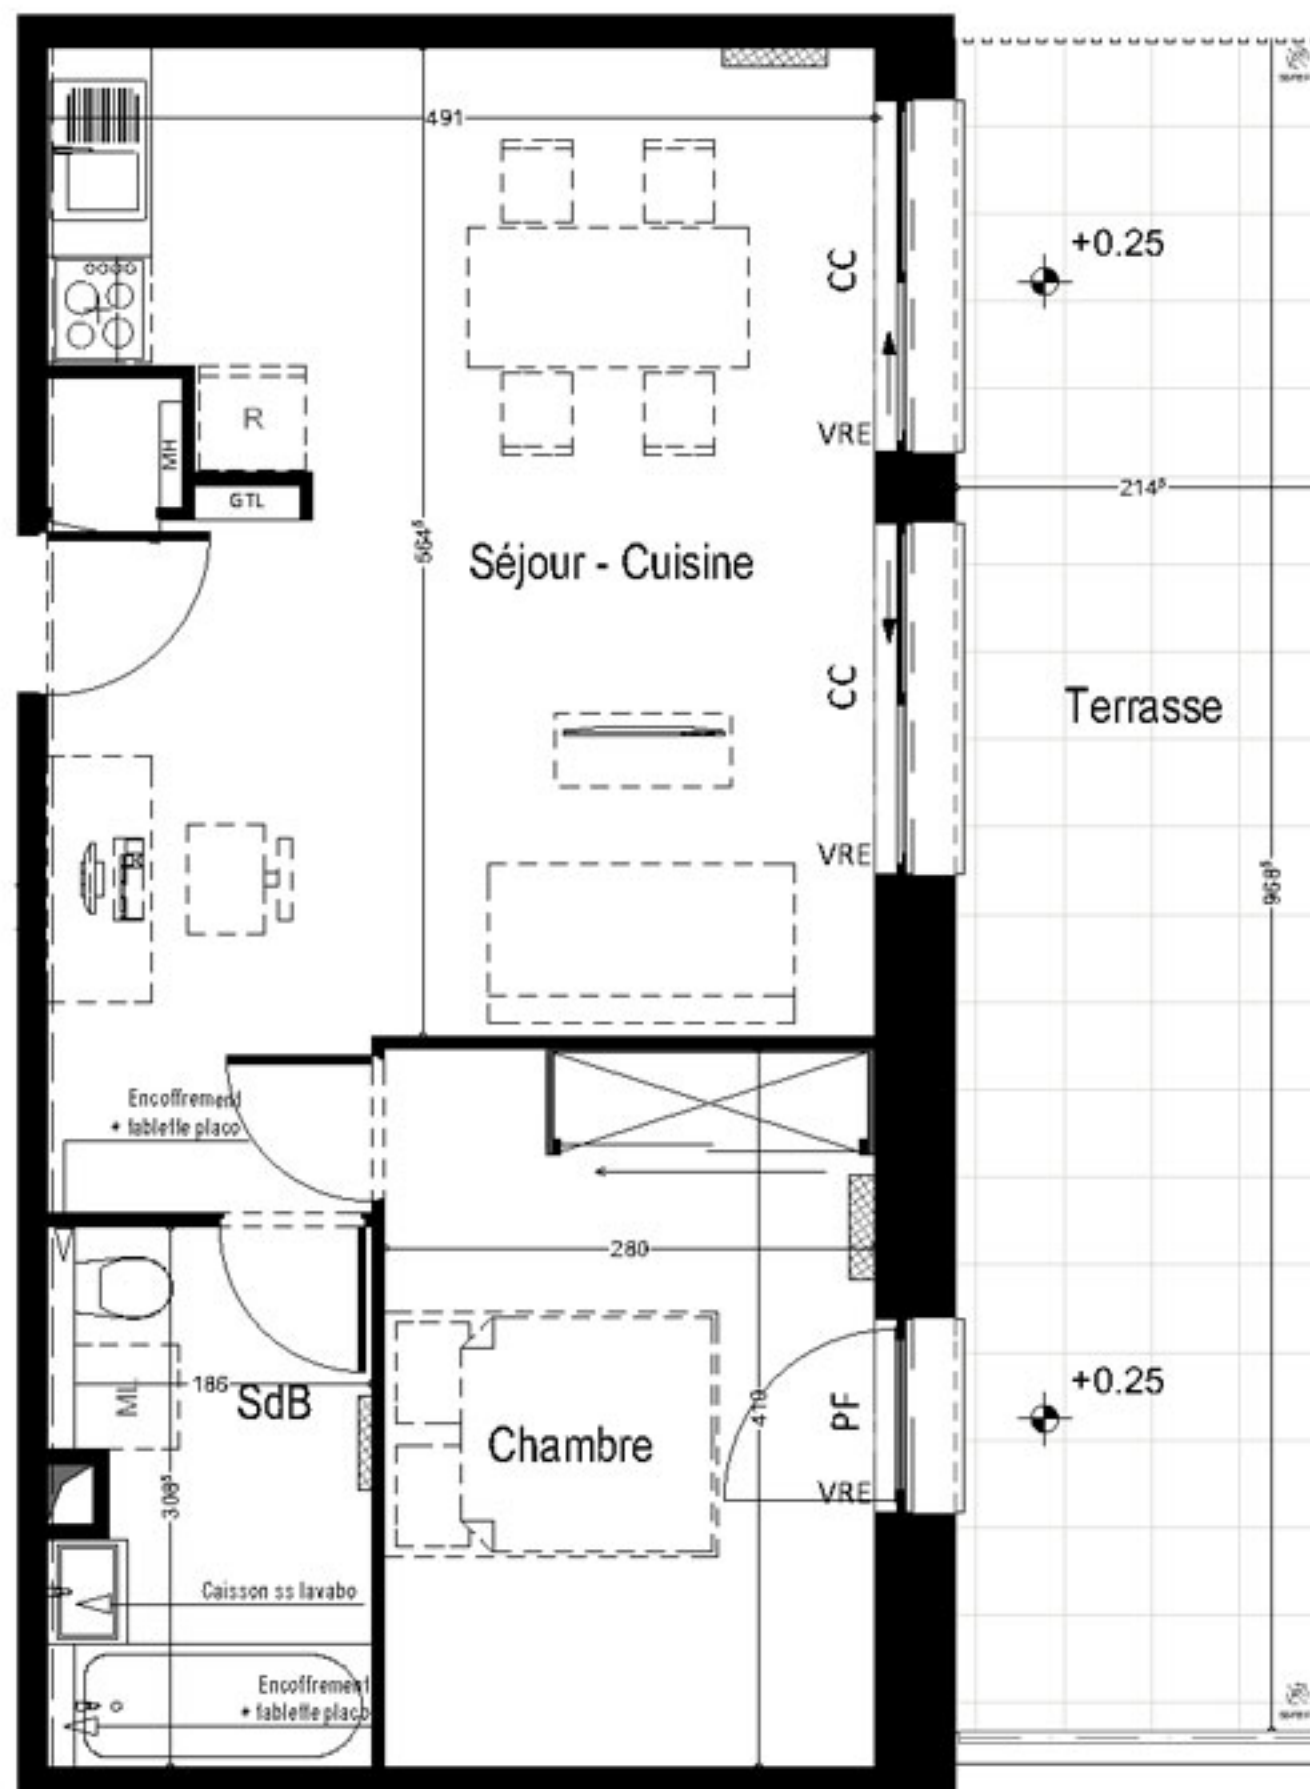 491
+0.25
CC
R
VRE
MH
GTL
214⁵
564⁵
Séjour - Cuisine
CC
Terrasse
VRE
968⁵
Encoffrement
+ tablette placo
280
+0.25
186
SdB
ML
410
PF
Chambre
VRE
308⁵
Caisson ss lavabo
Encoffrement
+ tablette placo